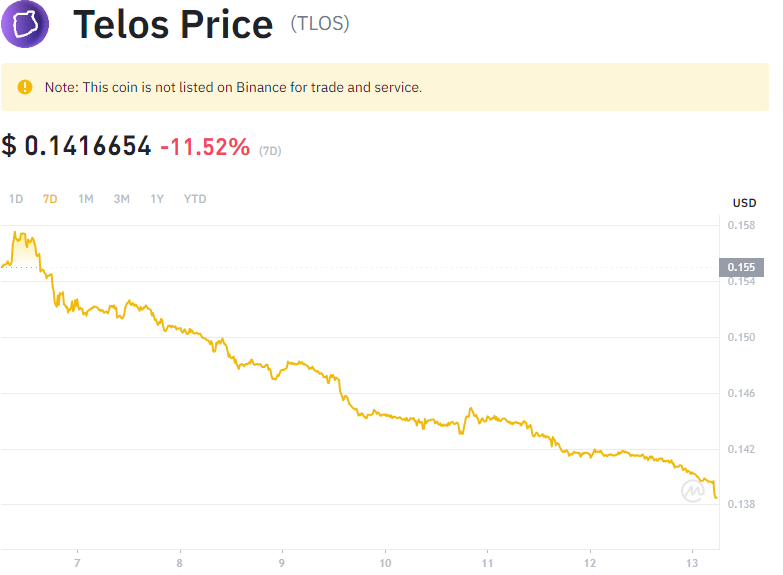 Telos Price (TLOS)
Note: This coin is not listed on Binance for trade and service.
$ 0.1416654 -11.52% (7D)
1D 7D 1M 3M 1Y YTD
USD
0.158
0.155
0.154
0.150
0.146
0.142
0.138
7 8 9 10 11 12 13